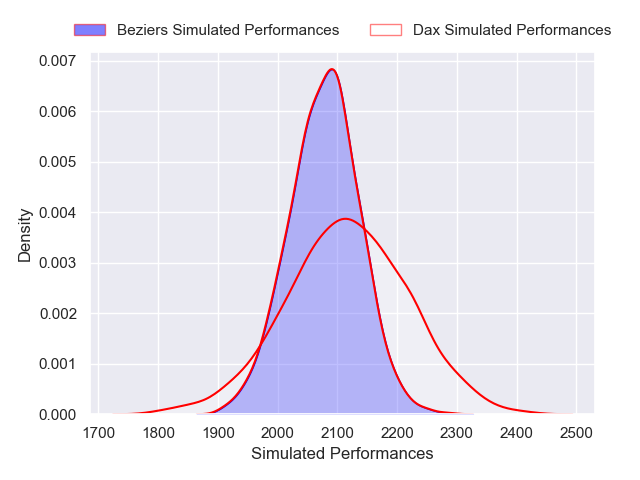 Beziers Simulated Performances Dax Simulated Performances
0.007
0.006
0.005
0.004
0.003
0.002
0.001
0.000
Density
1700 1800 1900 2000 2100 2200 2300 2400 2500
Simulated Performances